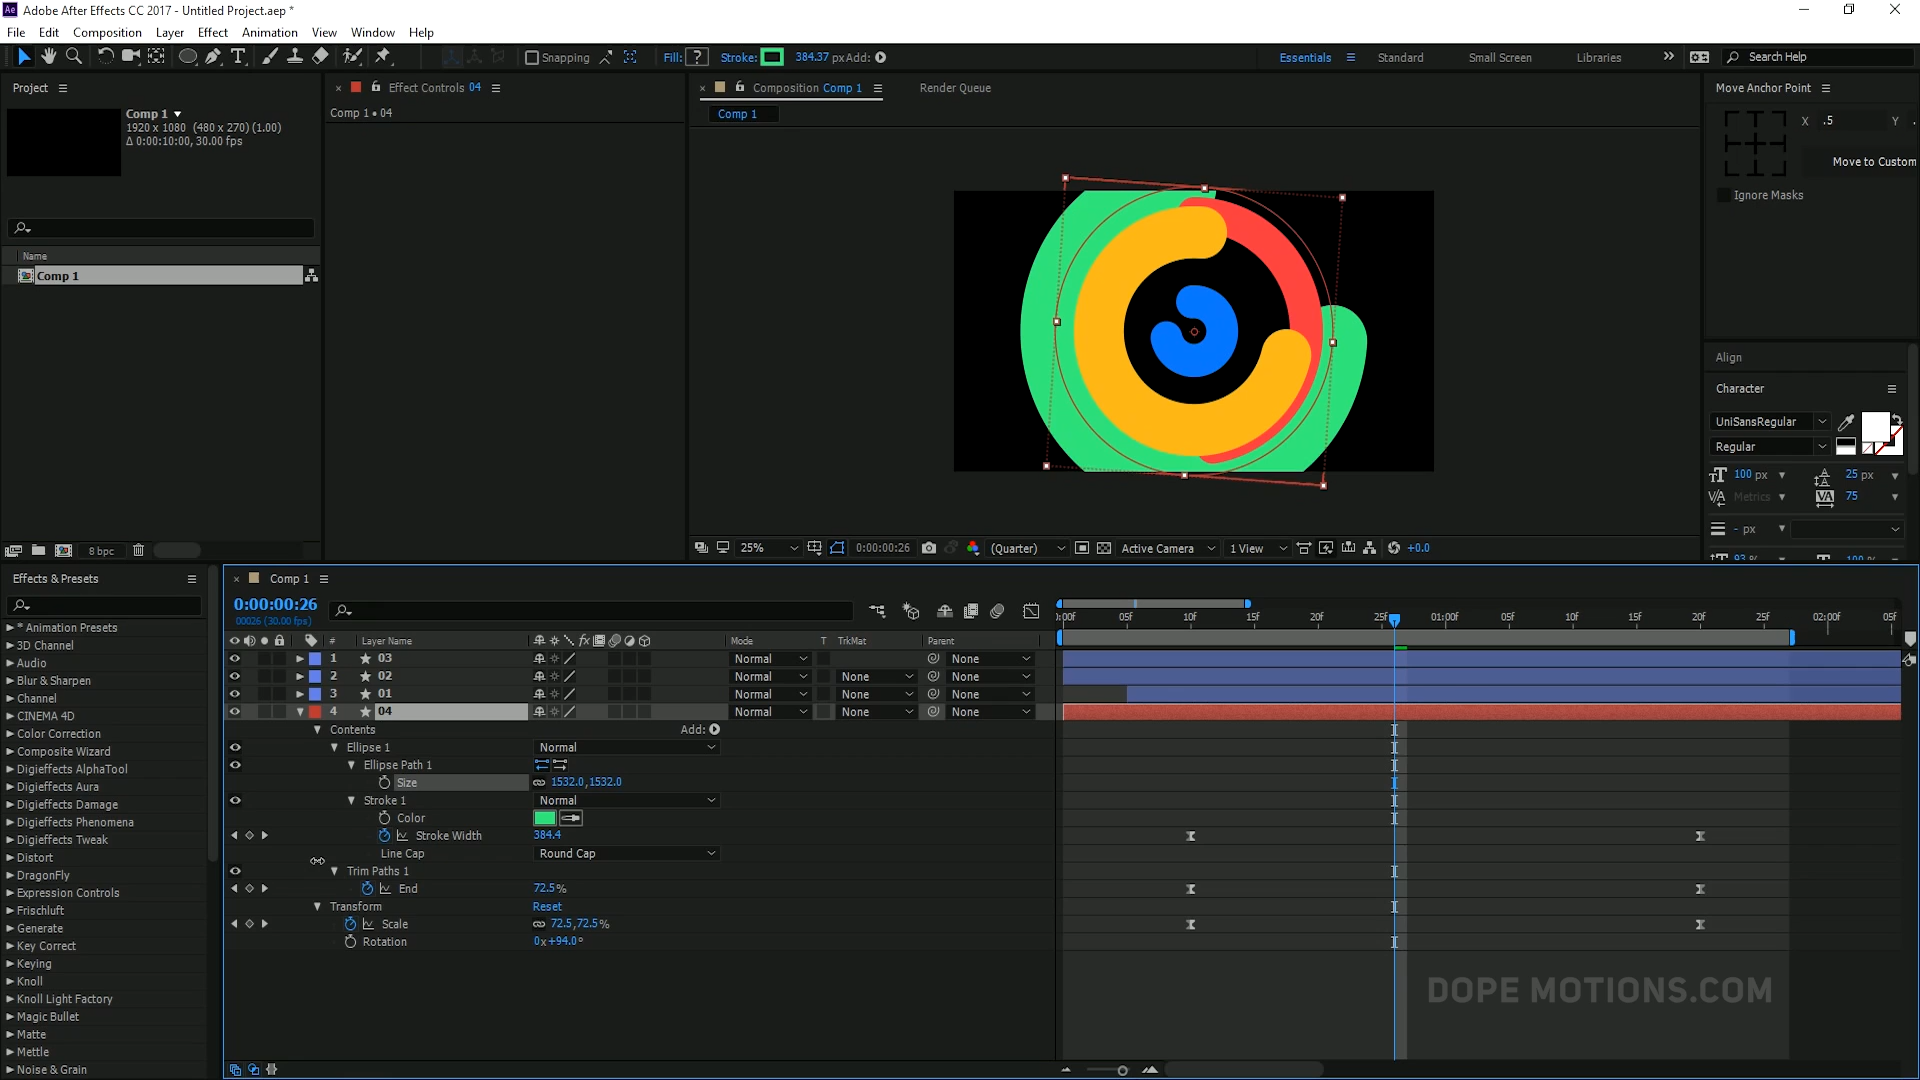 Adobe After Effects CC 2017 - Untitled Project.aep *
File Edit Composition Layer Effect Animation View Window Help
Snapping Fill: ? Stroke: 384.37 px Add: Essentials Standard Small Screen Libraries Search Help
Project
Comp 1
1920 x 1080 (480 x 270) (1.00)
Δ 0:00:10:00, 30.00 fps
Name
Comp 1
8 bpc
Effect Controls 04
Comp 1 • 04
Composition Comp 1 Render Queue
Comp 1
25% 0:00:00:26 (Quarter) Active Camera 1 View +0.0
Move Anchor Point
X .5 Y .
Move to Custom
Ignore Masks
Align
Character
UniSansRegular
Regular
100 px 25 px
Metrics 75
- px
93 % 100 %
Effects & Presets
* Animation Presets
3D Channel
Audio
Blur & Sharpen
Channel
CINEMA 4D
Color Correction
Composite Wizard
Digieffects AlphaTool
Digieffects Aura
Digieffects Damage
Digieffects Phenomena
Digieffects Tweak
Distort
DragonFly
Expression Controls
Frischluft
Generate
Key Correct
Keying
Knoll
Knoll Light Factory
Magic Bullet
Matte
Mettle
Noise & Grain
Comp 1
0:00:00:26
00026 (30.00 fps)
:00f 05f 10f 15f 20f 25f 01:00f 05f 10f 15f 20f 25f 02:00f 05f
# Layer Name Mode T TrkMat Parent
1 03 Normal None
2 02 Normal None None
3 01 Normal None None
4 04 Normal None None
Contents Add:
Ellipse 1 Normal
Ellipse Path 1
Size 1532.0,1532.0
Stroke 1 Normal
Color
Stroke Width 384.4
Line Cap Round Cap
Trim Paths 1
End 72.5%
Transform Reset
Scale 72.5,72.5%
Rotation 0x+94.0°
DOPE MOTIONS.COM